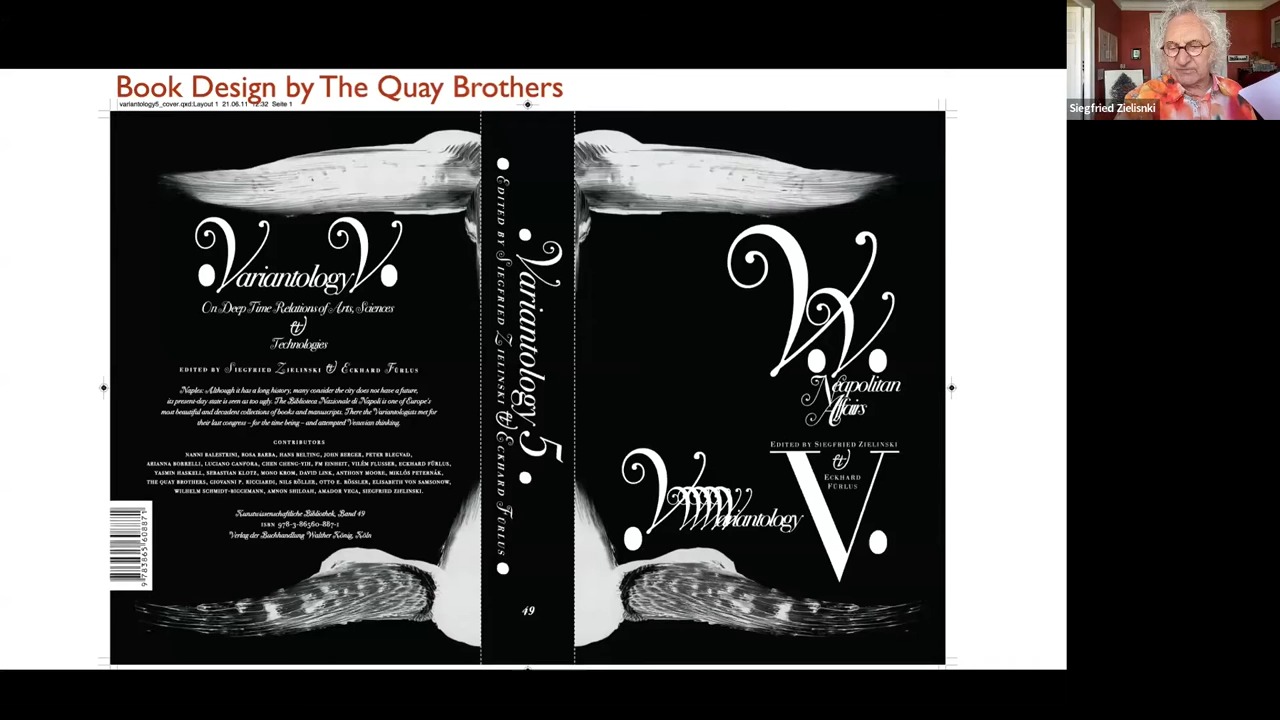 Book Design by The Quay Brothers
variantology5_cover.qxd:Layout 1 21.06.11 12:32 Seite 1
Siegfried Zielisnki
VariantologyV
On Deep Time Relations of Arts, Sciences
&
Technologies
EDITED BY SIEGFRIED ZIELINSKI & ECKHARD FÜRLUS
Naples: Although it has a long history, many consider the city does not have a future,
its present-day state is seen as too ugly. The Biblioteca Nazionale di Napoli is one of Europe's
most beautiful and decadent collections of books and manuscripts. There the Variantologists met for
their last congress – for the time being – and attempted Vesuvian thinking.
CONTRIBUTORS
NANNI BALESTRINI, ROSA BARBA, HANS BELTING, JOHN BERGER, PETER BLEGVAD,
ARIANNA BORRELLI, LUCIANO CANFORA, CHEN CHENG-YIH, FM EINHEIT, VILÉM FLUSSER, ECKHARD FÜRLUS,
YASMIN HASKELL, SEBASTIAN KLOTZ, MONO KROM, DAVID LINK, ANTHONY MOORE, MIKLÓS PETERNÁK,
THE QUAY BROTHERS, GIOVANNI P. RICCIARDI, NILS RÖLLER, OTTO E. RÖSSLER, ELISABETH VON SAMSONOW,
WILHELM SCHMIDT-BIGGEMANN, AMNON SHILOAH, AMADOR VEGA, SIEGFRIED ZIELINSKI.
Kunstwissenschaftliche Bibliothek, Band 49
ISBN 978-3-86560-887-1
Verlag der Buchhandlung Walther König, Köln
9783865608871
EDITED BY SIEGFRIED ZIELINSKI & ECKHARD FÜRLUS
Variantology 5
49
V.V.
Neapolitan
Affairs
EDITED BY SIEGFRIED ZIELINSKI
&
ECKHARD
FÜRLUS
V.
Variantology